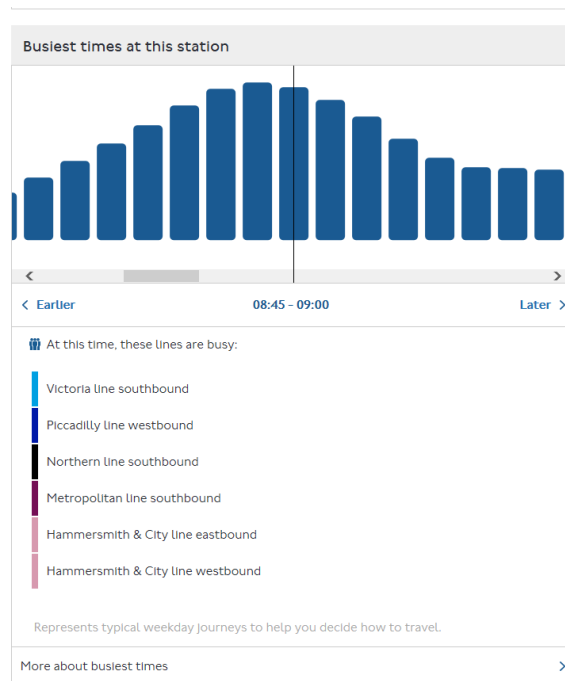 Busiest times at this station
Earlier
08:45 - 09:00
Later
At this time, these lines are busy:
Victoria line southbound
Piccadilly line westbound
Northern line southbound
Metropolitan line southbound
Hammersmith & City line eastbound
Hammersmith & City line westbound
Represents typical weekday journeys to help you decide how to travel.
More about busiest times